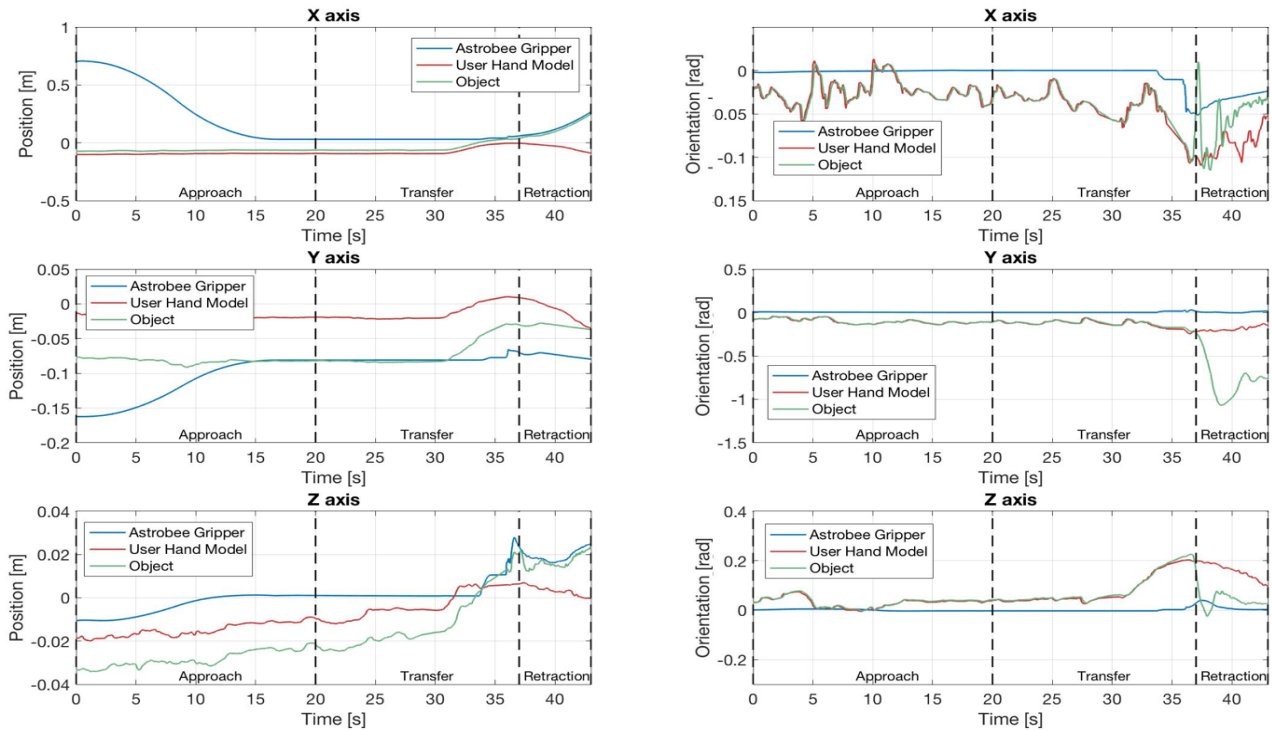 X axis
Position [m]
1
0.5
0
-0.5
Astrobee Gripper
User Hand Model
Object
Approach
Transfer
Retraction
0 5 10 15 20 25 30 35 40
Time [s]
X axis
Orientation [rad]
0
-
0.05
-0.1
-
0.15
Astrobee Gripper
User Hand Model
Object
Approach
Transfer
Retraction
0 5 10 15 20 25 30 35 40
Time [s]
Y axis
Position [m]
0.05
0
-0.05
-0.1
-0.15
-0.2
Astrobee Gripper
User Hand Model
Object
Approach
Transfer
Retraction
0 5 10 15 20 25 30 35 40
Time [s]
Y axis
Orientation [rad]
0.5
0
-0.5
-1
-1.5
Astrobee Gripper
User Hand Model
Object
Approach
Transfer
Retraction
0 5 10 15 20 25 30 35 40
Time [s]
Z axis
Position [m]
0.04
0.02
0
-0.02
-0.04
Astrobee Gripper
User Hand Model
Object
Approach
Transfer
Retraction
0 5 10 15 20 25 30 35 40
Time [s]
Z axis
Orientation [rad]
0.4
0.2
0
-0.2
Astrobee Gripper
User Hand Model
Object
Approach
Transfer
Retraction
0 5 10 15 20 25 30 35 40
Time [s]